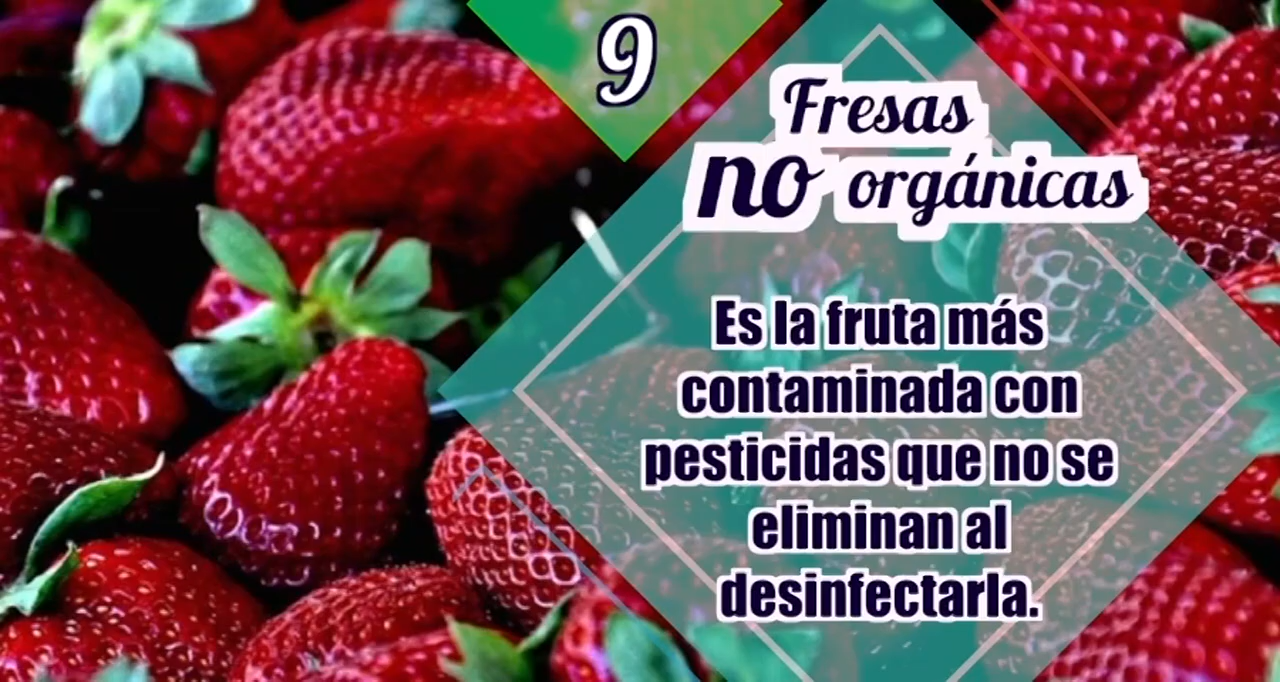 9
Fresas
no orgánicas
Es la fruta más
contaminada con
pesticidas que no se
eliminan al
desinfectarla.